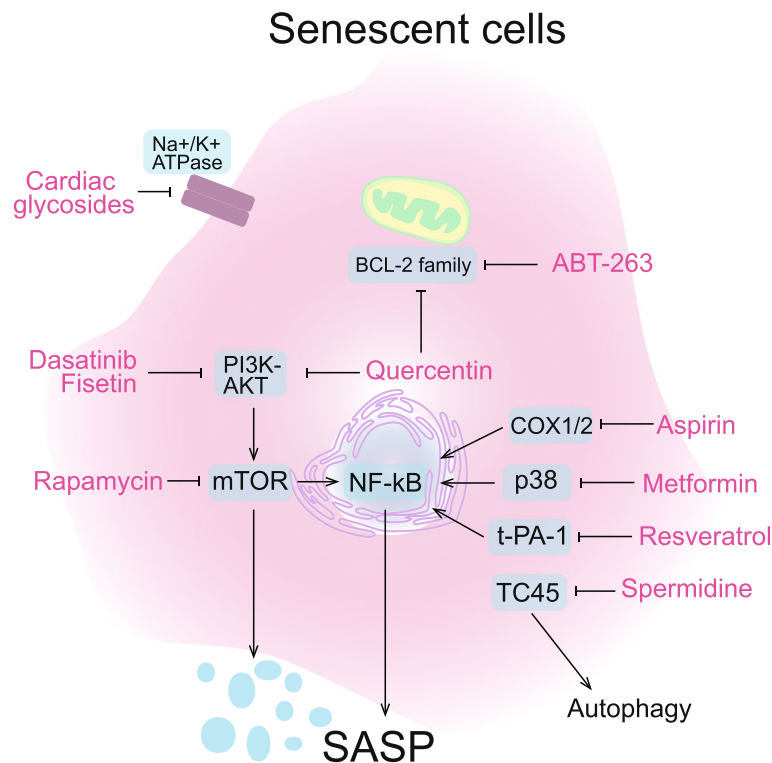 Senescent cells
Na+/K+
ATPase
Cardiac
glycosides
BCL-2 family
ABT-263
Dasatinib
Fisetin
PI3K-
AKT
Quercentin
COX1/2
Aspirin
Rapamycin
mTOR
NF-kB
p38
Metformin
t-PA-1
Resveratrol
TC45
Spermidine
Autophagy
SASP